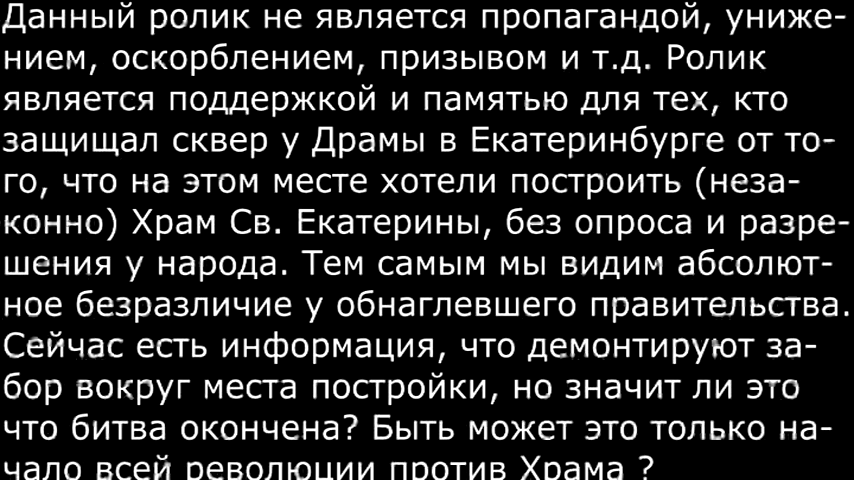 Данный ролик не является пропагандой, униже-
нием, оскорблением, призывом и т.д. Ролик
является поддержкой и памятью для тех, кто
защищал сквер у Драмы в Екатеринбурге от то-
го, что на этом месте хотели построить (неза-
конно) Храм Св. Екатерины, без опроса и разре-
шения у народа. Тем самым мы видим абсолют-
ное безразличие у обнаглевшего правительства.
Сейчас есть информация, что демонтируют за-
бор вокруг места постройки, но значит ли это
что битва окончена? Быть может это только на-
чало всей революции против Храма ?